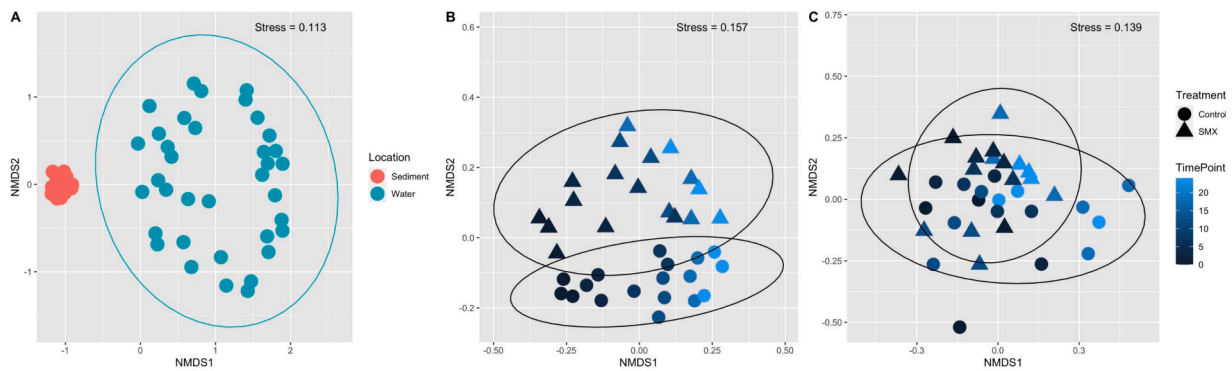 A
Stress = 0.113
1
0
-1
NMDS2
-1
0
1
2
NMDS1
Location
Sediment
Water
B
Stress = 0.157
0.6
0.4
0.2
0.0
-0.2
NMDS2
-0.50
-0.25
0.00
0.25
0.50
NMDS1
C
Stress = 0.139
0.75
0.50
0.25
0.00
-0.25
-0.50
NMDS2
-0.3
0.0
0.3
NMDS1
Treatment
Control
SMX
TimePoint
20
15
10
5
0